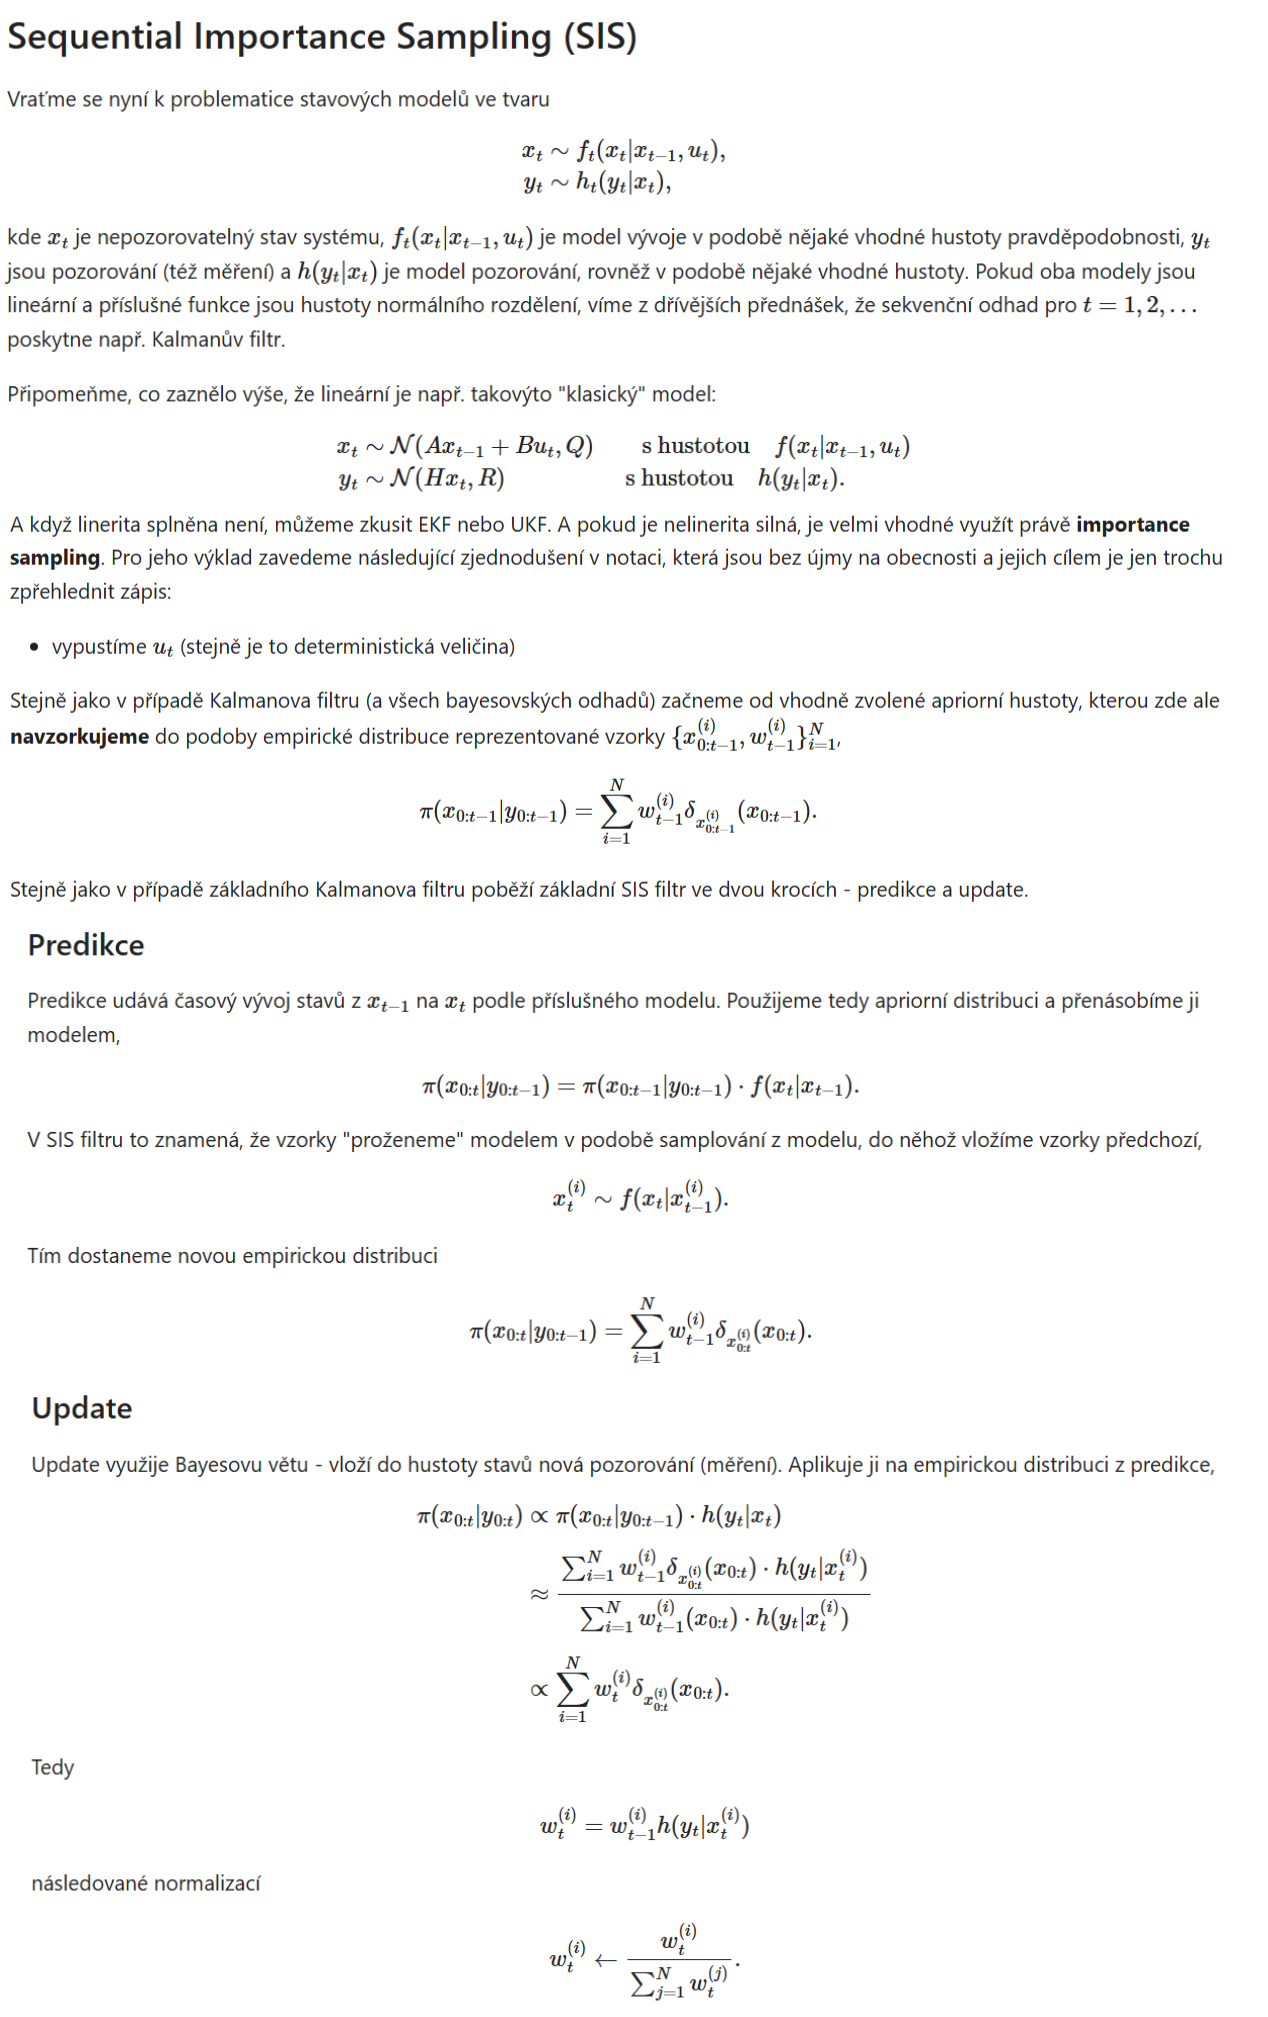 Sequential Importance Sampling (SIS)
Vraťme se nyní k problematice stavových modelů ve tvaru
$x_t \sim f_t(x_t|x_{t-1}, u_t),$
$y_t \sim h_t(y_t|x_t),$
kde $x_t$ je nepozorovatelný stav systému, $f_t(x_t|x_{t-1}, u_t)$ je model vývoje v podobě nějaké vhodné hustoty pravděpodobnosti, $y_t$
jsou pozorování (též měření) a $h(y_t|x_t)$ je model pozorování, rovněž v podobě nějaké vhodné hustoty. Pokud oba modely jsou
lineární a příslušné funkce jsou hustoty normálního rozdělení, víme z dřívějších přednášek, že sekvenční odhad pro $t = 1, 2, \ldots$
poskytne např. Kalmanův filtr.
Připomeňme, co zaznělo výše, že lineární je např. takovýto "klasický" model:
$x_t \sim \mathcal{N}(Ax_{t-1} + Bu_t, Q) \quad \text{s hustotou} \quad f(x_t|x_{t-1}, u_t)$
$y_t \sim \mathcal{N}(Hx_t, R) \quad \text{s hustotou} \quad h(y_t|x_t).$
A když linerita splněna není, můžeme zkusit EKF nebo UKF. A pokud je nelinerita silná, je velmi vhodné využít právě importance
sampling. Pro jeho výklad zavedeme následující zjednodušení v notaci, která jsou bez újmy na obecnosti a jejich cílem je jen trochu
zpřehlednit zápis:
• vypustíme $u_t$ (stejně je to deterministická veličina)
Stejně jako v případě Kalmanova filtru (a všech bayesovských odhadů) začneme od vhodně zvolené apriorní hustoty, kterou zde ale
navzorkujeme do podoby empirické distribuce reprezentované vzorky $\{x_{0:t-1}^{(i)}, w_{t-1}^{(i)}\}_{i=1}^N$,
$\pi(x_{0:t-1}|y_{0:t-1}) = \sum_{i=1}^N w_{t-1}^{(i)} \delta_{x_{0:t-1}^{(i)}}(x_{0:t-1}).$
Stejně jako v případě základního Kalmanova filtru poběží základní SIS filtr ve dvou krocích - predikce a update.
Predikce
Predikce udává časový vývoj stavů z $x_{t-1}$ na $x_t$ podle příslušného modelu. Použijeme tedy apriorní distribuci a přenásobíme ji
modelem,
$\pi(x_{0:t}|y_{0:t-1}) = \pi(x_{0:t-1}|y_{0:t-1}) \cdot f(x_t|x_{t-1}).$
V SIS filtru to znamená, že vzorky "proženeme" modelem v podobě samplování z modelu, do něhož vložíme vzorky předchozí,
$x_t^{(i)} \sim f(x_t|x_{t-1}^{(i)}).$
Tím dostaneme novou empirickou distribuci
$\pi(x_{0:t}|y_{0:t-1}) = \sum_{i=1}^N w_{t-1}^{(i)} \delta_{x_{0:t}^{(i)}}(x_{0:t}).$
Update
Update využije Bayesovu větu - vloží do hustoty stavů nová pozorování (měření). Aplikuje ji na empirickou distribuci z predikce,
$\pi(x_{0:t}|y_{0:t}) \propto \pi(x_{0:t}|y_{0:t-1}) \cdot h(y_t|x_t)$
$\approx \frac{\sum_{i=1}^N w_{t-1}^{(i)} \delta_{x_{0:t}^{(i)}}(x_{0:t}) \cdot h(y_t|x_t^{(i)})}{\sum_{i=1}^N w_{t-1}^{(i)}(x_{0:t}) \cdot h(y_t|x_t^{(i)})}$
$\propto \sum_{i=1}^N w_t^{(i)} \delta_{x_{0:t}^{(i)}}(x_{0:t}).$
Tedy
$w_t^{(i)} = w_{t-1}^{(i)} h(y_t|x_t^{(i)})$
následované normalizací
$w_t^{(i)} \leftarrow \frac{w_t^{(i)}}{\sum_{j=1}^N w_t^{(j)}}.$